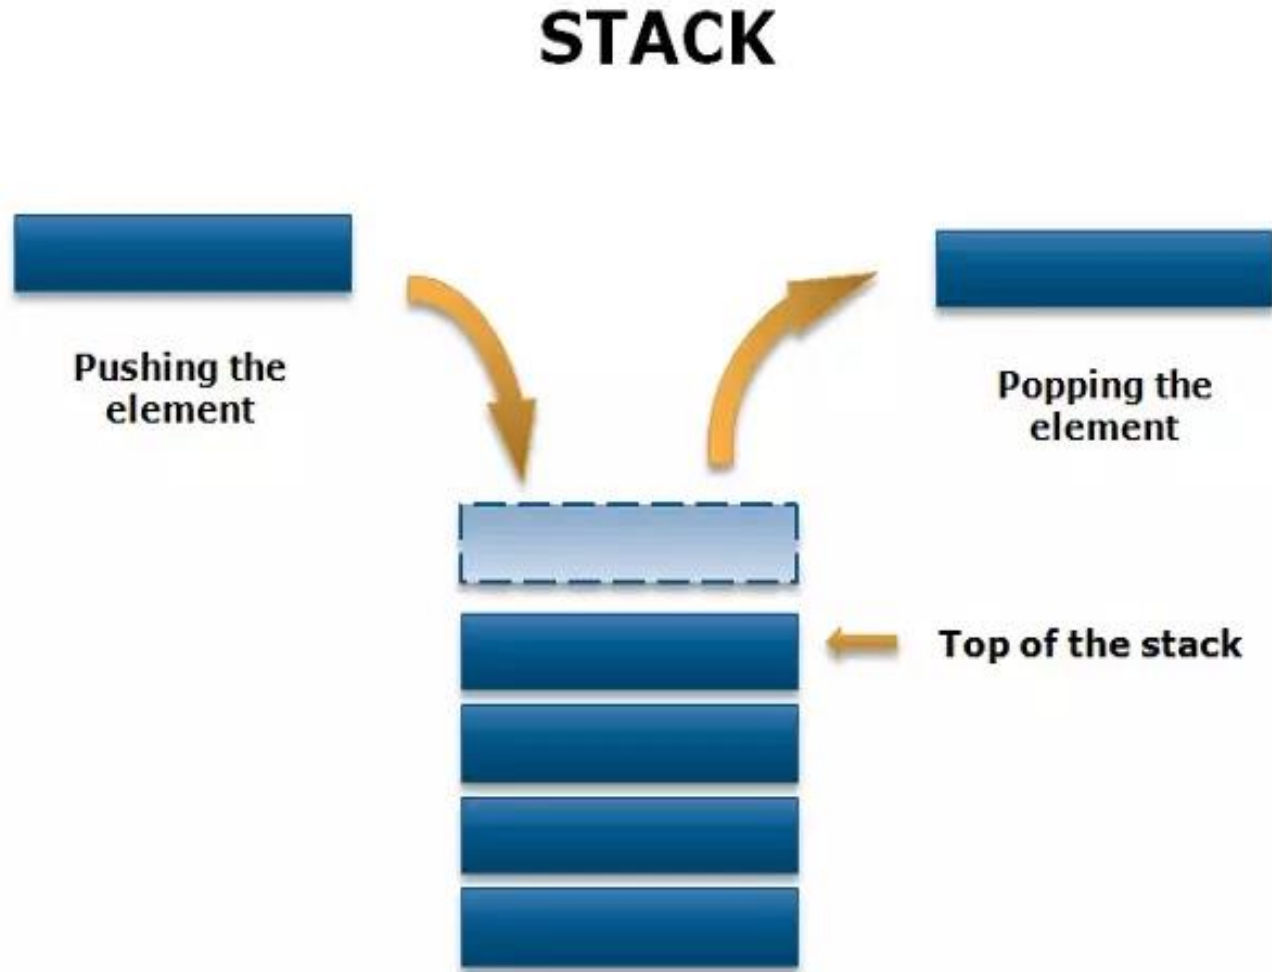 STACK
Pushing the
element
Popping the
element
Top of the stack